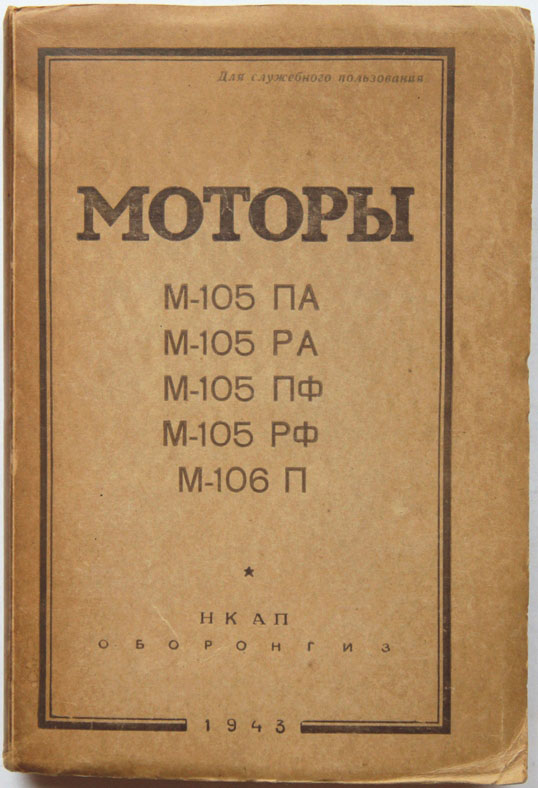 Для служебного пользования
МОТОРЫ
М-105 ПА
М-105 РА
М-105 ПФ
М-105 РФ
М-106 П
НКАП
ОБОРОНГИЗ
1943